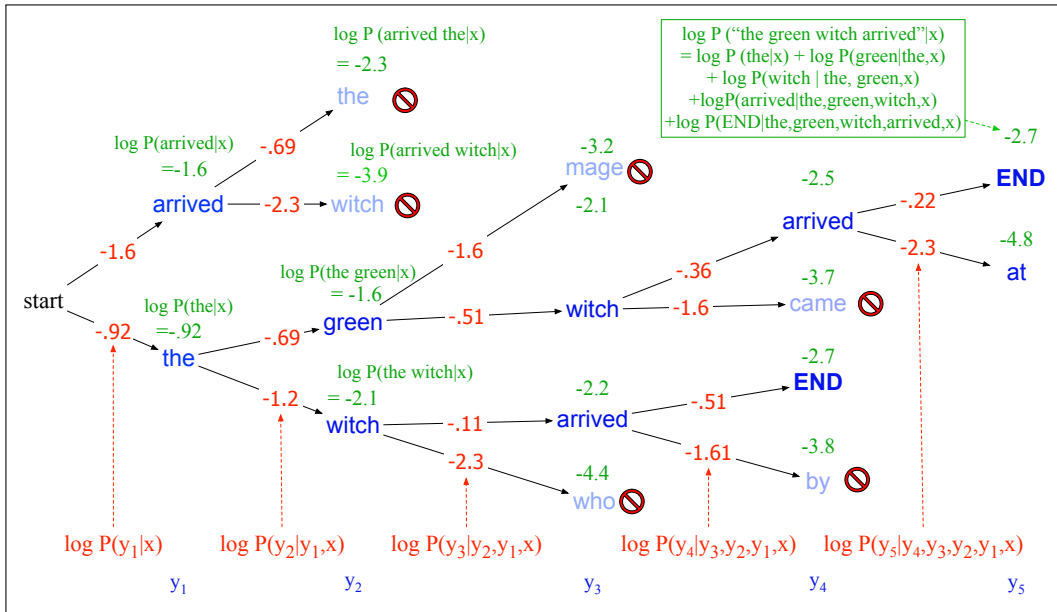 log P (arrived the|x)
= -2.3
the
log P (“the green witch arrived”|x)
= log P (the|x) + log P(green|the,x)
+ log P(witch | the, green,x)
+logP(arrived|the,green,witch,x)
+log P(END|the,green,witch,arrived,x)
log P(arrived|x)
=-1.6
arrived
-.69
log P(arrived witch|x)
= -3.9
-2.3
witch
-3.2
mage
-2.1
-2.7
END
-2.5
arrived
-.22
-2.3
-4.8
at
-1.6
-1.6
start
log P(the green|x)
= -1.6
green
-.36
-3.7
came
-.51
witch
-1.6
-.92
log P(the|x)
=-.92
the
-.69
-1.2
log P(the witch|x)
= -2.1
witch
-.11
-2.2
arrived
-.51
-2.7
END
-2.3
-1.61
-3.8
by
-4.4
who
log P(y₁|x)
log P(y₂|y₁,x)
log P(y₃|y₂,y₁,x)
log P(y₄|y₃,y₂,y₁,x)
log P(y₅|y₄,y₃,y₂,y₁,x)
y₁
y₂
y₃
y₄
y₅